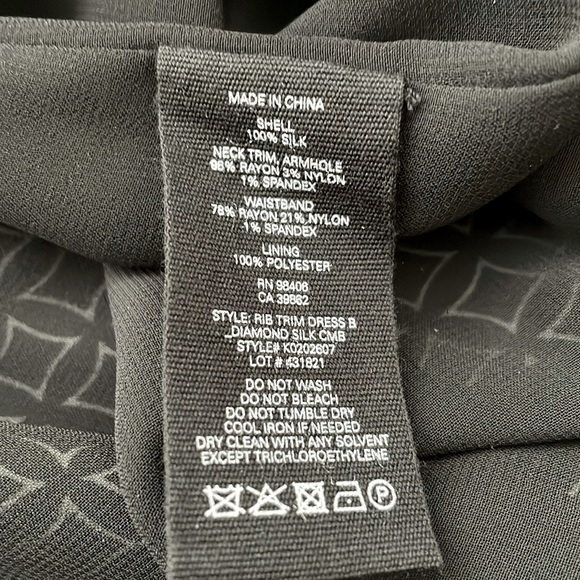 MADE IN CHINA
SHELL
100% SILK
NECK TRIM, ARMHOLE
96% RAYON 3% NYLON
1% SPANDEX
WAISTBAND
78% RAYON 21% NYLON
1% SPANDEX
LINING
100% POLYESTER
RN 98406
CA 39662
STYLE: RIB TRIM DRESS B
_DIAMOND SILK CMB
STYLE# K0202607
LOT # 431821
DO NOT WASH
DO NOT BLEACH
DO NOT TUMBLE DRY
COOL IRON IF NEEDED
DRY CLEAN WITH ANY SOLVENT
EXCEPT TRICHLOROETHYLENE
P